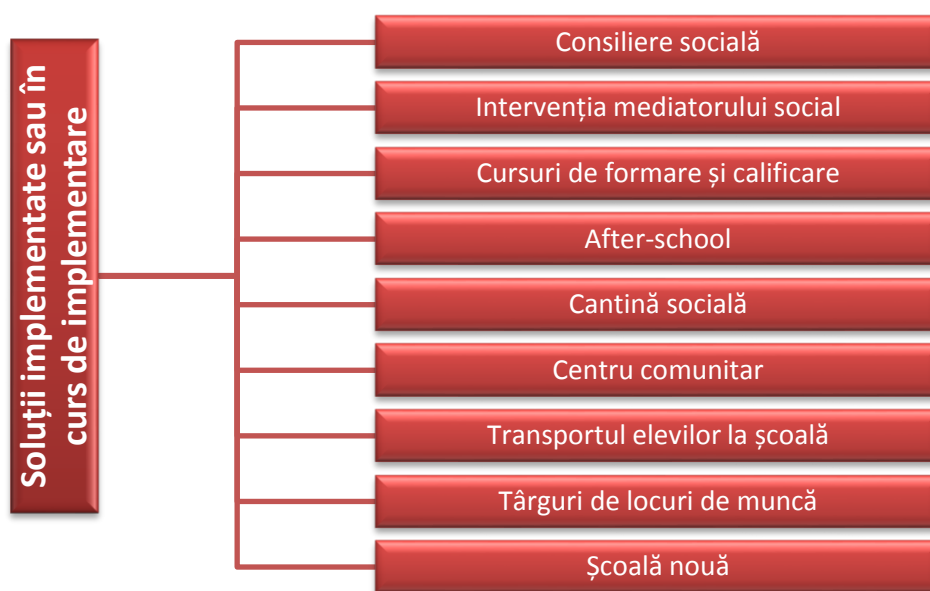 Soluții implementate sau în
curs de implementare
Consiliere socială
Intervenția mediatorului social
Cursuri de formare și calificare
After-school
Cantină socială
Centru comunitar
Transportul elevilor la școală
Târguri de locuri de muncă
Școală nouă